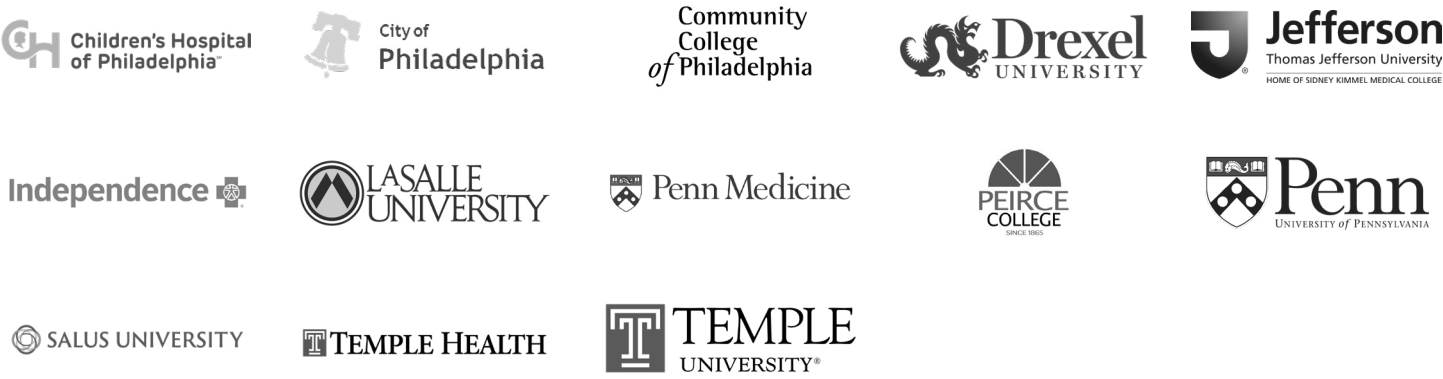 Children's Hospital
of Philadelphia℠
City of
Philadelphia
Community
College
of Philadelphia
Drexel
UNIVERSITY
Jefferson
Thomas Jefferson University
HOME OF SIDNEY KIMMEL MEDICAL COLLEGE
Independence
LASALLE
UNIVERSITY
Penn Medicine
PEIRCE
COLLEGE
SINCE 1865
Penn
UNIVERSITY of PENNSYLVANIA
SALUS UNIVERSITY
TEMPLE HEALTH
TEMPLE
UNIVERSITY®